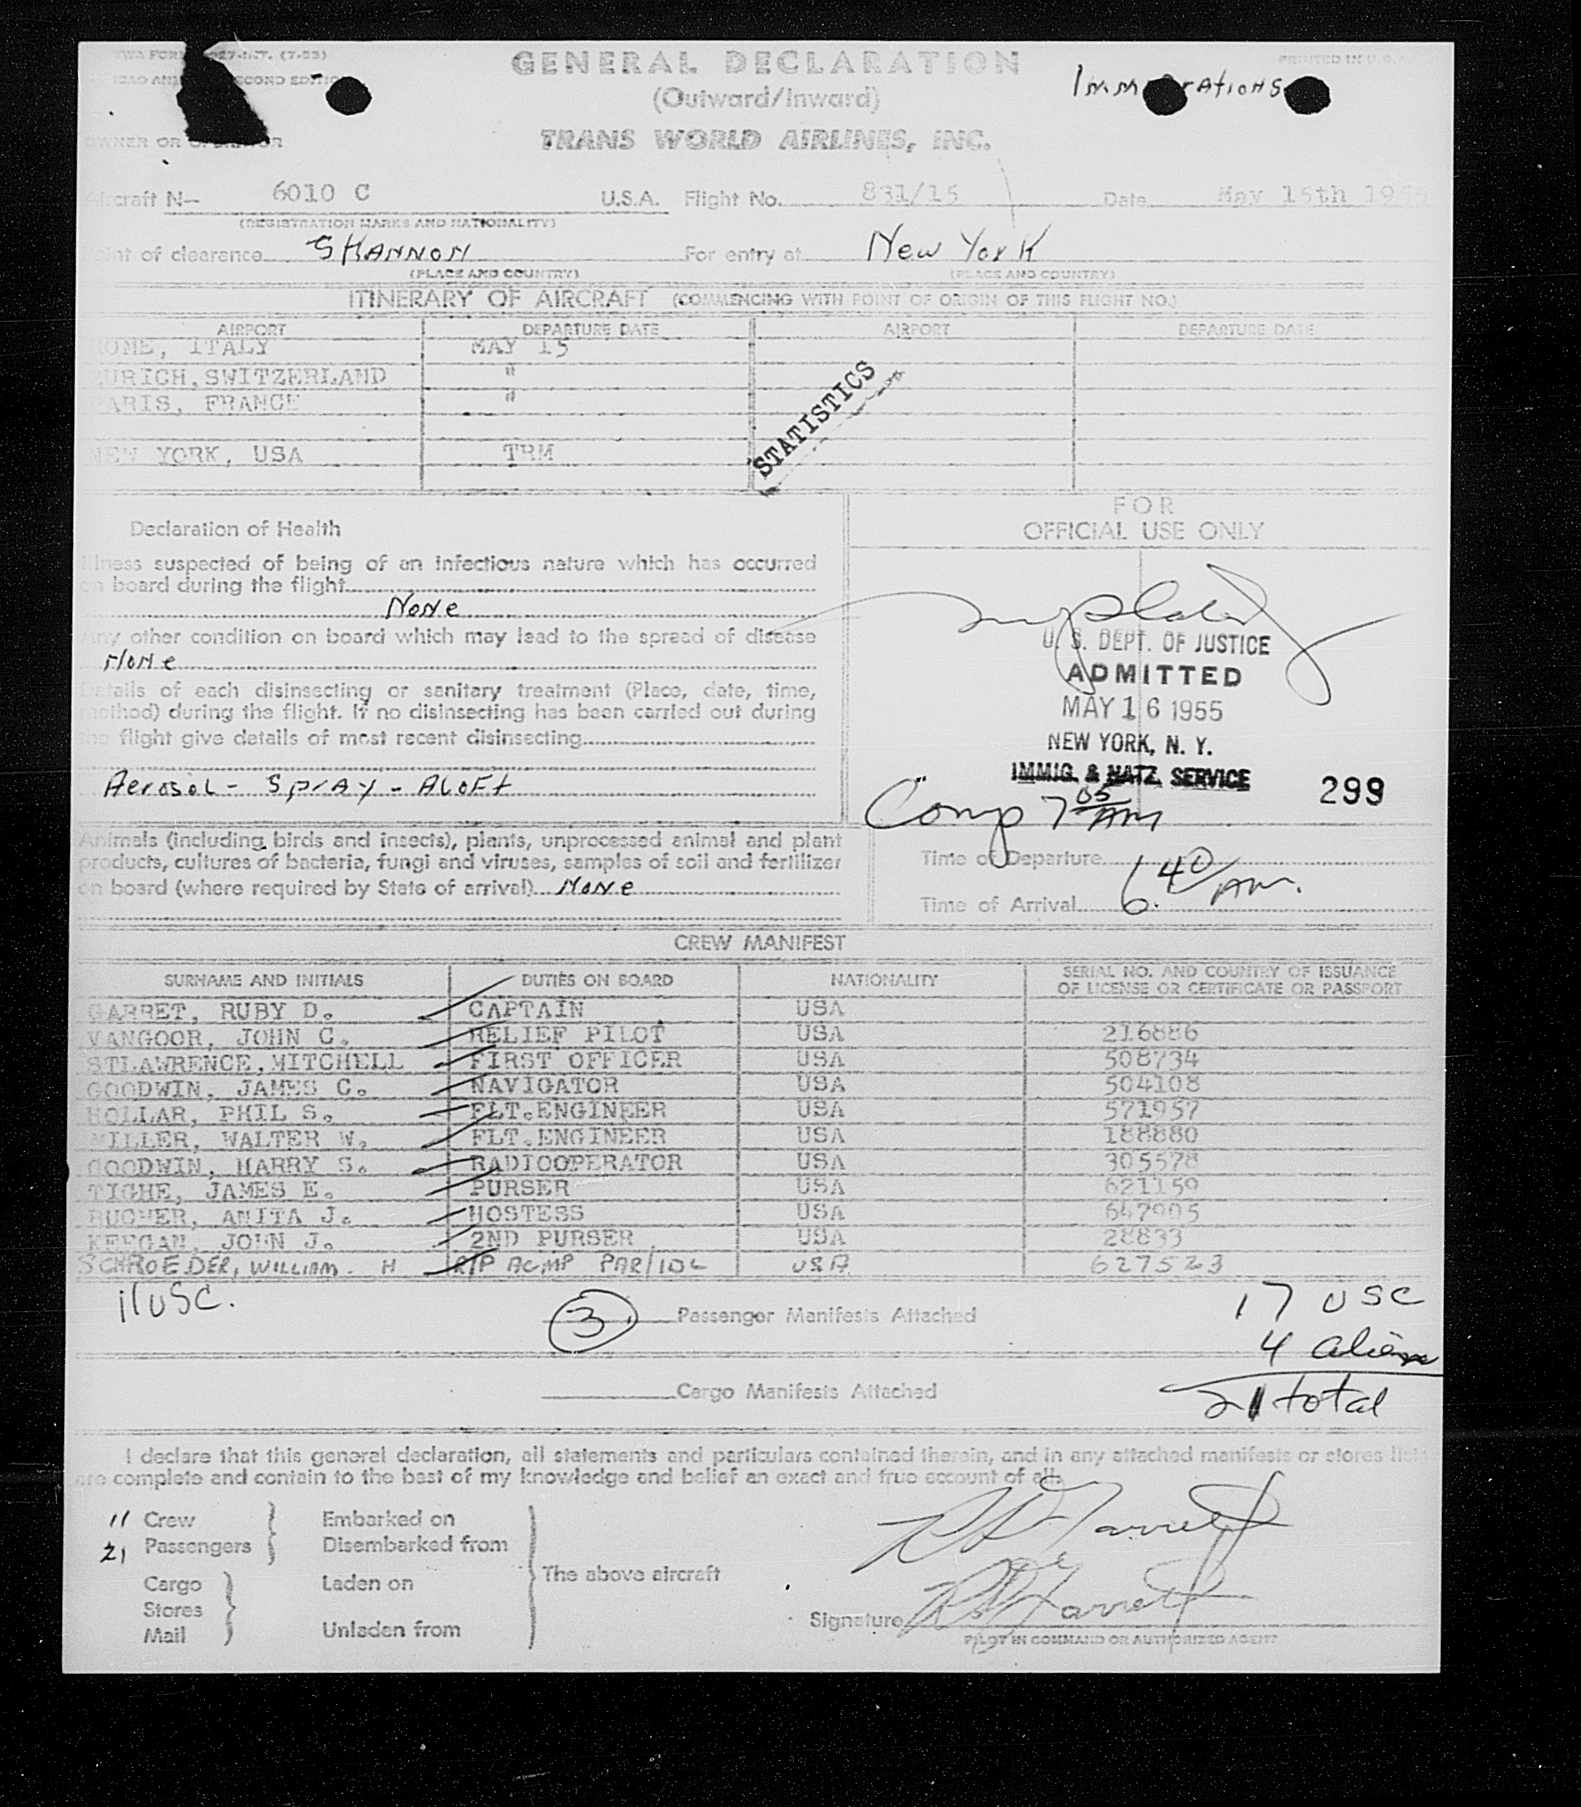 GENERAL DECLARATION
(Outward/Inward)
TRANS WORLD AIRLINES, INC.
PRINTED IN U.S.A.
OWNER OR OPERATOR
Aircraft N— 6010 C U.S.A. Flight No. 831/15 Date May 15th 195
(REGISTRATION MARKS AND NATIONALITY)
Point of clearence SHANNON For entry at New York
(PLACE AND COUNTRY) (PLACE AND COUNTRY)
ITINERARY OF AIRCRAFT (COMMENCING WITH POINT OF ORIGIN OF THIS FLIGHT NO.)
AIRPORT DEPARTURE DATE AIRPORT DEPARTURE DATE
ROME, ITALY MAY 15
ZURICH, SWITZERLAND "
PARIS, FRANCE "
NEW YORK, USA TRM
STATISTICS
Declaration of Health
Illness suspected of being of an infectious nature which has occurred
on board during the flight
None
Any other condition on board which may lead to the spread of disease
None
Details of each disinsecting or sanitary treatment (Place, date, time,
method) during the flight. If no disinsecting has been carried out during
the flight give details of most recent disinsecting
Aerosol - Spray - Aloft
Animals (including birds and insects), plants, unprocessed animal and plant
products, cultures of bacteria, fungi and viruses, samples of soil and fertilizer
on board (where required by State of arrival) None
FOR
OFFICIAL USE ONLY
U. S. DEPT. OF JUSTICE
ADMITTED
MAY 16 1955
NEW YORK, N. Y.
IMMIG. & NATZ. SERVICE 299
Comp 7 05 AM
Time of Departure
Time of Arrival 6.40 AM.
CREW MANIFEST
SURNAME AND INITIALS DUTIES ON BOARD NATIONALITY SERIAL NO. AND COUNTRY OF ISSUANCE
OF LICENSE OR CERTIFICATE OR PASSPORT
GARRET, RUBY D. CAPTAIN USA
VANGOOR, JOHN C. RELIEF PILOT USA 216886
STLAWRENCE, MITCHELL FIRST OFFICER USA 508734
GOODWIN, JAMES C. NAVIGATOR USA 504108
HOLLAR, PHIL S. FLT.ENGINEER USA 571957
MILLER, WALTER W. FLT.ENGINEER USA 188880
GOODWIN, HARRY S. RADIOOPERATOR USA 305578
TIGHE, JAMES E. PURSER USA 621159
BUCHER, ANITA J. HOSTESS USA 647905
KEEGAN, JOHN J. 2ND PURSER USA 28833
SCHROEDER, WILLIAM. H PAR/IDL USA 627523
11 USC.
3 Passenger Manifests Attached
17 USC
4 aliens
21 total
Cargo Manifests Attached
I declare that this general declaration, all statements and particulars contained therein, and in any attached manifests or stores lists
are complete and contain to the best of my knowledge and belief an exact and true account of all.
11 Crew Embarked on
21 Passengers Disembarked from
The above aircraft
Cargo Laden on
Stores
Mail Unladen from
R D Garrett
Signature R D Garrett
PILOT IN COMMAND OR AUTHORIZED AGENT